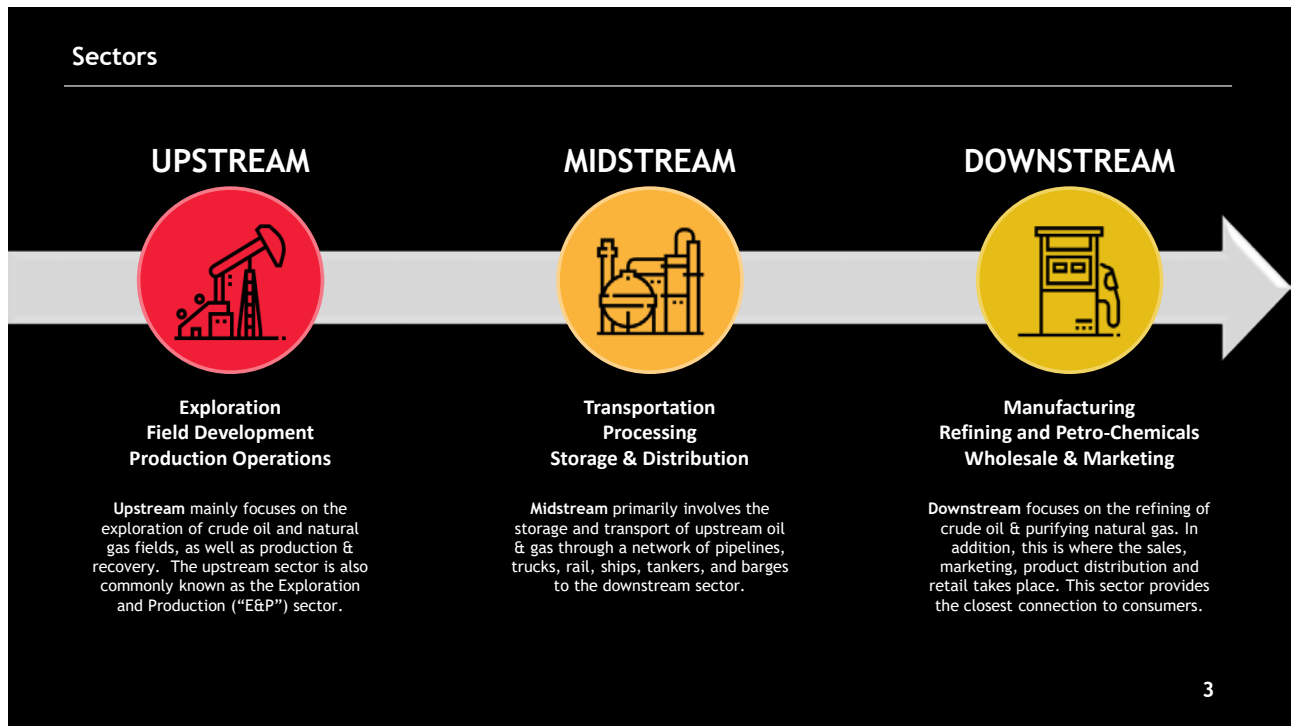 Sectors
UPSTREAM
Exploration
Field Development
Production Operations
Upstream mainly focuses on the
exploration of crude oil and natural
gas fields, as well as production &
recovery.  The upstream sector is also
commonly known as the Exploration
and Production (“E&P”) sector.
MIDSTREAM
Transportation
Processing
Storage & Distribution
Midstream primarily involves the
storage and transport of upstream oil
& gas through a network of pipelines,
trucks, rail, ships, tankers, and barges
to the downstream sector.
DOWNSTREAM
Manufacturing
Refining and Petro-Chemicals
Wholesale & Marketing
Downstream focuses on the refining of
crude oil & purifying natural gas. In
addition, this is where the sales,
marketing, product distribution and
retail takes place. This sector provides
the closest connection to consumers.
3